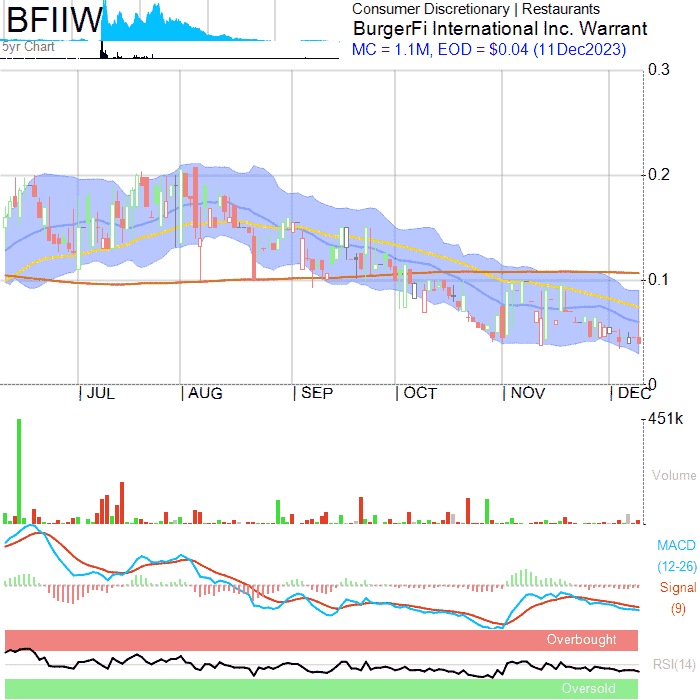 BFIIW
5yr Chart
Consumer Discretionary | Restaurants
BurgerFi International Inc. Warrant
MC = 1.1M, EOD = $0.04 (11Dec2023)
0.3
0.2
0.1
0
JUL
AUG
SEP
OCT
NOV
DEC
451k
Volume
MACD
(12-26)
Signal
(9)
Overbought
RSI(14)
Oversold